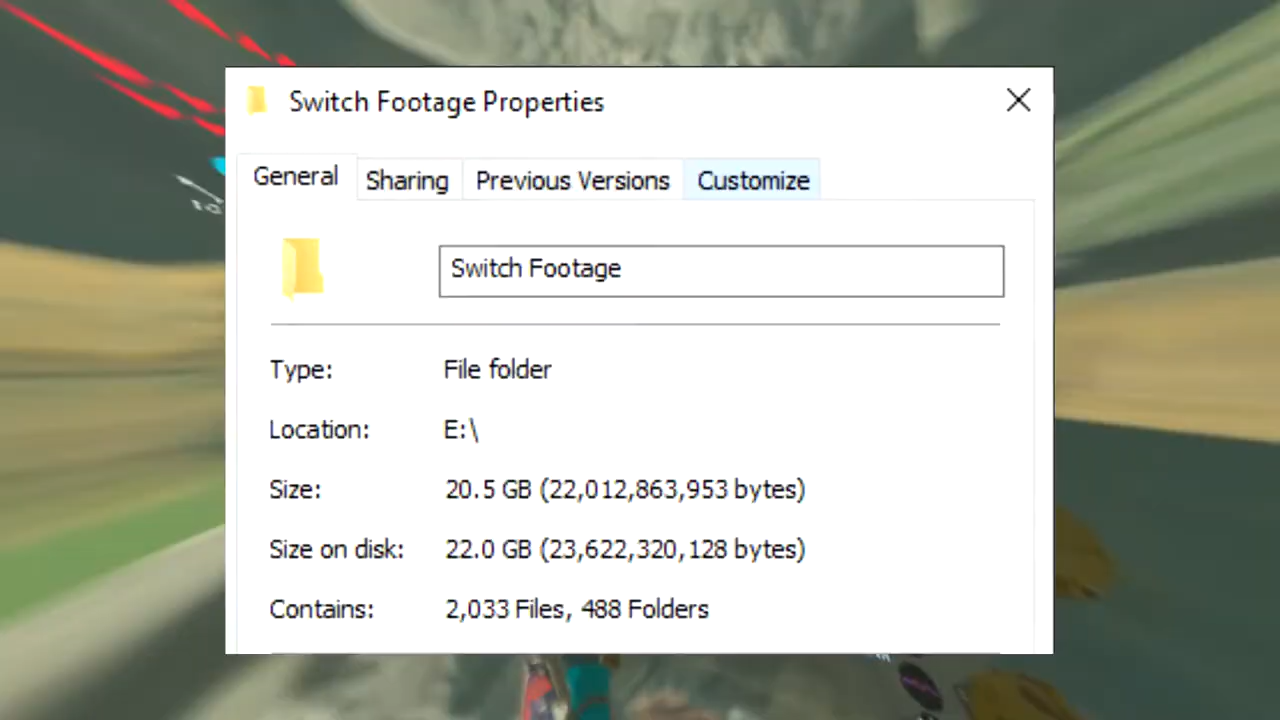 Switch Footage Properties
General Sharing Previous Versions Customize
Switch Footage
Type: File folder
Location: E:\
Size: 20.5 GB (22,012,863,953 bytes)
Size on disk: 22.0 GB (23,622,320,128 bytes)
Contains: 2,033 Files, 488 Folders